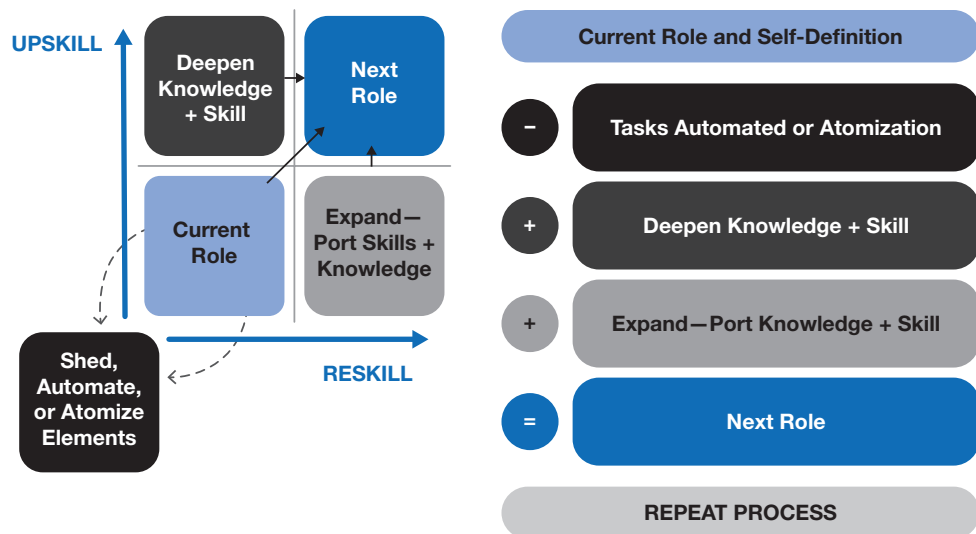 UPSKILL
Deepen
Knowledge
+ Skill
Next
Role
Current
Role
Expand—
Port Skills +
Knowledge
Shed,
Automate,
or Atomize
Elements
RESKILL
Current Role and Self-Definition
−
Tasks Automated or Atomization
+
Deepen Knowledge + Skill
+
Expand—Port Knowledge + Skill
=
Next Role
REPEAT PROCESS